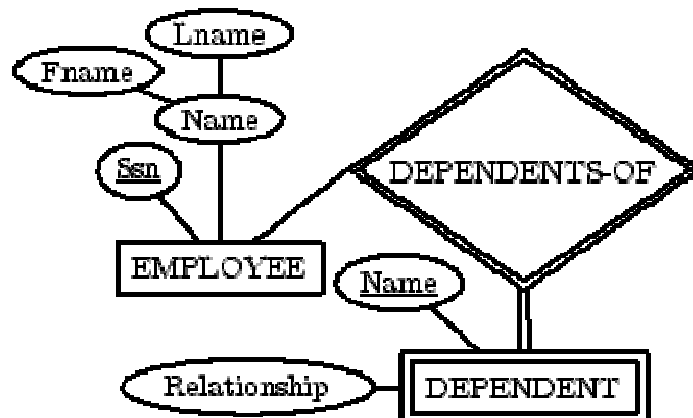 Lname
Fname
Name
Ssn
DEPENDENTS-OF
EMPLOYEE
Name
Relationship
DEPENDENT